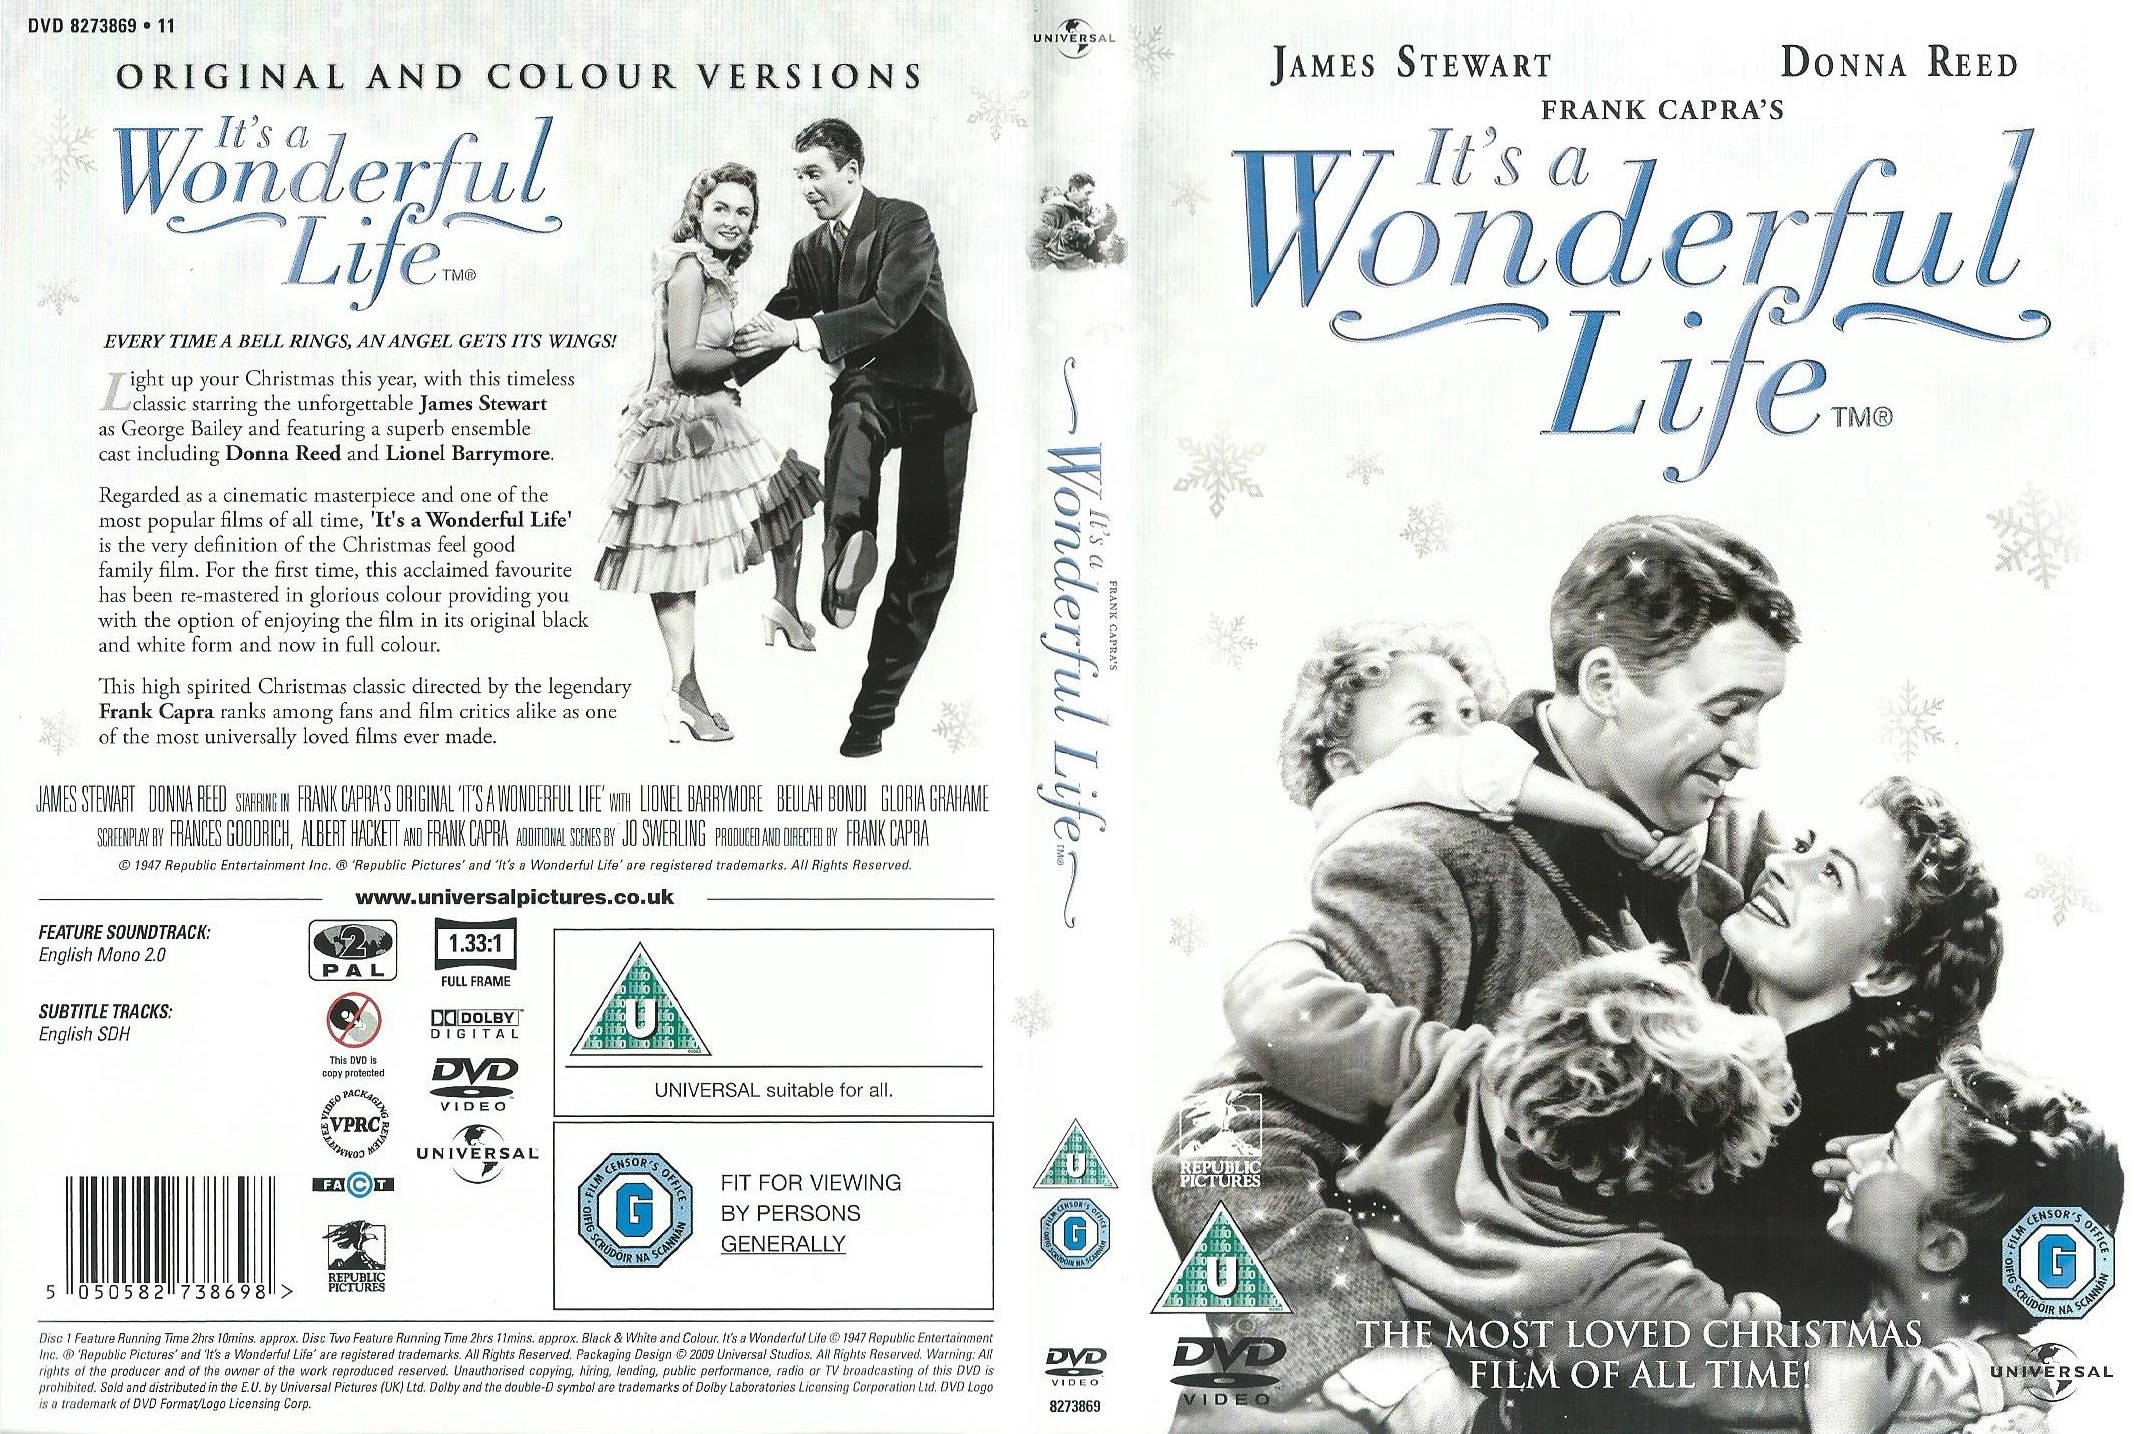 DVD 8273869 • 11
ORIGINAL AND COLOUR VERSIONS
It's a
Wonderful
Life TM®
EVERY TIME A BELL RINGS, AN ANGEL GETS ITS WINGS!
Light up your Christmas this year, with this timeless
classic starring the unforgettable James Stewart
as George Bailey and featuring a superb ensemble
cast including Donna Reed and Lionel Barrymore.
Regarded as a cinematic masterpiece and one of the
most popular films of all time, 'It's a Wonderful Life'
is the very definition of the Christmas feel good
family film. For the first time, this acclaimed favourite
has been re-mastered in glorious colour providing you
with the option of enjoying the film in its original black
and white form and now in full colour.
This high spirited Christmas classic directed by the legendary
Frank Capra ranks among fans and film critics alike as one
of the most universally loved films ever made.
JAMES STEWART DONNA REED STARRING IN FRANK CAPRA'S ORIGINAL 'IT'S A WONDERFUL LIFE' WITH LIONEL BARRYMORE BEULAH BONDI GLORIA GRAHAME
SCREENPLAY BY FRANCES GOODRICH, ALBERT HACKETT AND FRANK CAPRA ADDITIONAL SCENES BY JO SWERLING PRODUCED AND DIRECTED BY FRANK CAPRA
© 1947 Republic Entertainment Inc. ® 'Republic Pictures' and 'It's a Wonderful Life' are registered trademarks. All Rights Reserved.
www.universalpictures.co.uk
FEATURE SOUNDTRACK:
English Mono 2.0
SUBTITLE TRACKS:
English SDH
2
PAL
This DVD is
copy protected
VIDEO PACKAGING REVIEW COMMITTEE
VPRC
FACT
REPUBLIC
PICTURES
1.33:1
FULL FRAME
DOLBY
DIGITAL
DVD
VIDEO
UNIVERSAL
U
UNIVERSAL suitable for all.
FILM CENSOR'S OFFICE
G
OIFIG SCRÚDÓIR NA SCANNÁN
FIT FOR VIEWING
BY PERSONS
GENERALLY
5 050582 738698 >
Disc 1 Feature Running Time 2hrs 10mins. approx. Disc Two Feature Running Time 2hrs 11mins. approx. Black & White and Colour. It's a Wonderful Life © 1947 Republic Entertainment
Inc. ® 'Republic Pictures' and 'It's a Wonderful Life' are registered trademarks. All Rights Reserved. Packaging Design © 2009 Universal Studios. All Rights Reserved. Warning: All
rights of the producer and of the owner of the work reproduced reserved. Unauthorised copying, hiring, lending, public performance, radio or TV broadcasting of this DVD is
prohibited. Sold and distributed in the E.U. by Universal Pictures (UK) Ltd. Dolby and the double-D symbol are trademarks of Dolby Laboratories Licensing Corporation Ltd. DVD Logo
is a trademark of DVD Format/Logo Licensing Corp.
UNIVERSAL
FRANK CAPRA'S
It's a
Wonderful Life TM®
U
FILM CENSOR'S OFFICE
G
OIFIG SCRÚDÓIR NA SCANNÁN
DVD
VIDEO
8273869
JAMES STEWART DONNA REED
FRANK CAPRA'S
It's a
Wonderful
Life TM®
REPUBLIC
PICTURES
U
FILM CENSOR'S OFFICE
G
OIFIG SCRÚDÓIR NA SCANNÁN
DVD
VIDEO
THE MOST LOVED CHRISTMAS
FILM OF ALL TIME!
UNIVERSAL